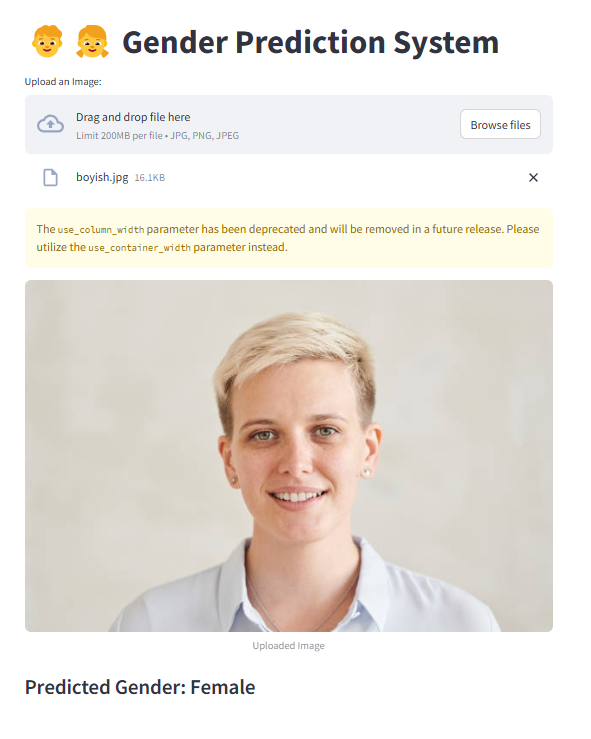 Gender Prediction System
Upload an Image:
Drag and drop file here
Limit 200MB per file • JPG, PNG, JPEG
Browse files
boyish.jpg 16.1KB
The use_column_width parameter has been deprecated and will be removed in a future release. Please
utilize the use_container_width parameter instead.
Uploaded Image
Predicted Gender: Female